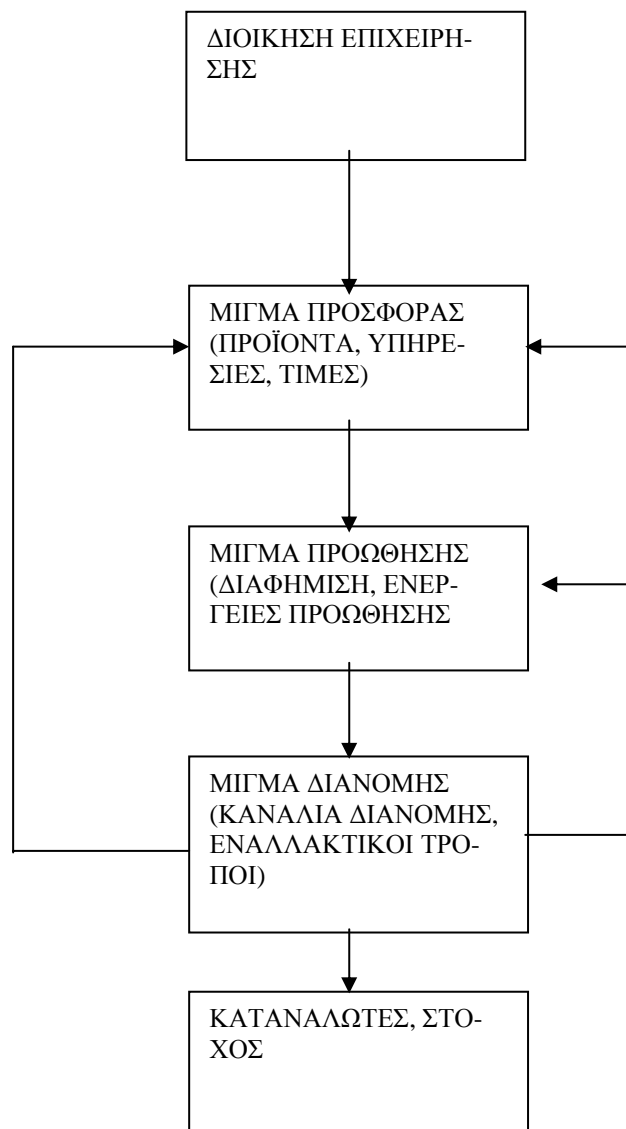 ΔΙΟΙΚΗΣΗ ΕΠΙΧΕΙΡΗ-
ΣΗΣ
ΜΙΓΜΑ ΠΡΟΣΦΟΡΑΣ
(ΠΡΟΪΟΝΤΑ, ΥΠΗΡΕ-
ΣΙΕΣ, ΤΙΜΕΣ)
ΜΙΓΜΑ ΠΡΟΩΘΗΣΗΣ
(ΔΙΑΦΗΜΙΣΗ, ΕΝΕΡ-
ΓΕΙΕΣ ΠΡΟΩΘΗΣΗΣ
ΜΙΓΜΑ ΔΙΑΝΟΜΗΣ
(ΚΑΝΑΛΙΑ ΔΙΑΝΟΜΗΣ,
ΕΝΑΛΛΑΚΤΙΚΟΙ ΤΡΟ-
ΠΟΙ)
ΚΑΤΑΝΑΛΩΤΕΣ, ΣΤΟ-
ΧΟΣ